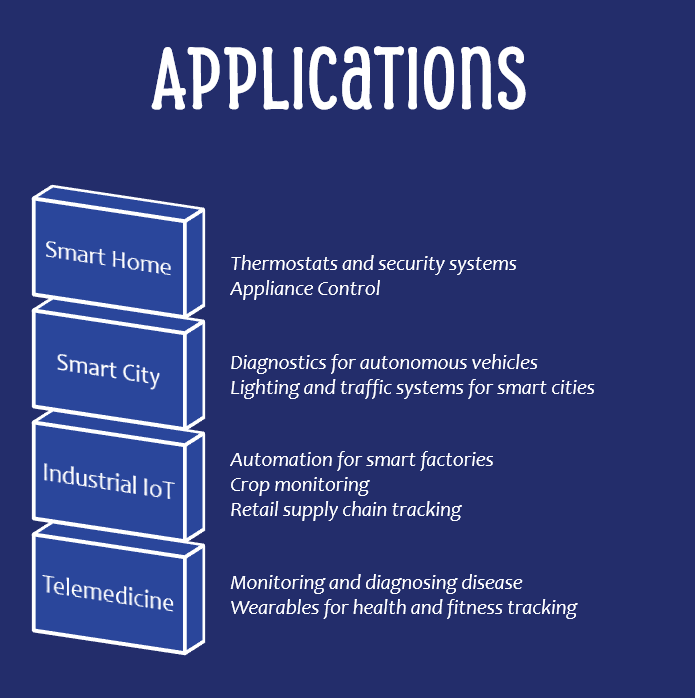 APPLICaTIONS
Smart Home
Thermostats and security systems
Appliance Control
Smart City
Diagnostics for autonomous vehicles
Lighting and traffic systems for smart cities
Industrial IoT
Automation for smart factories
Crop monitoring
Retail supply chain tracking
Telemedicine
Monitoring and diagnosing disease
Wearables for health and fitness tracking